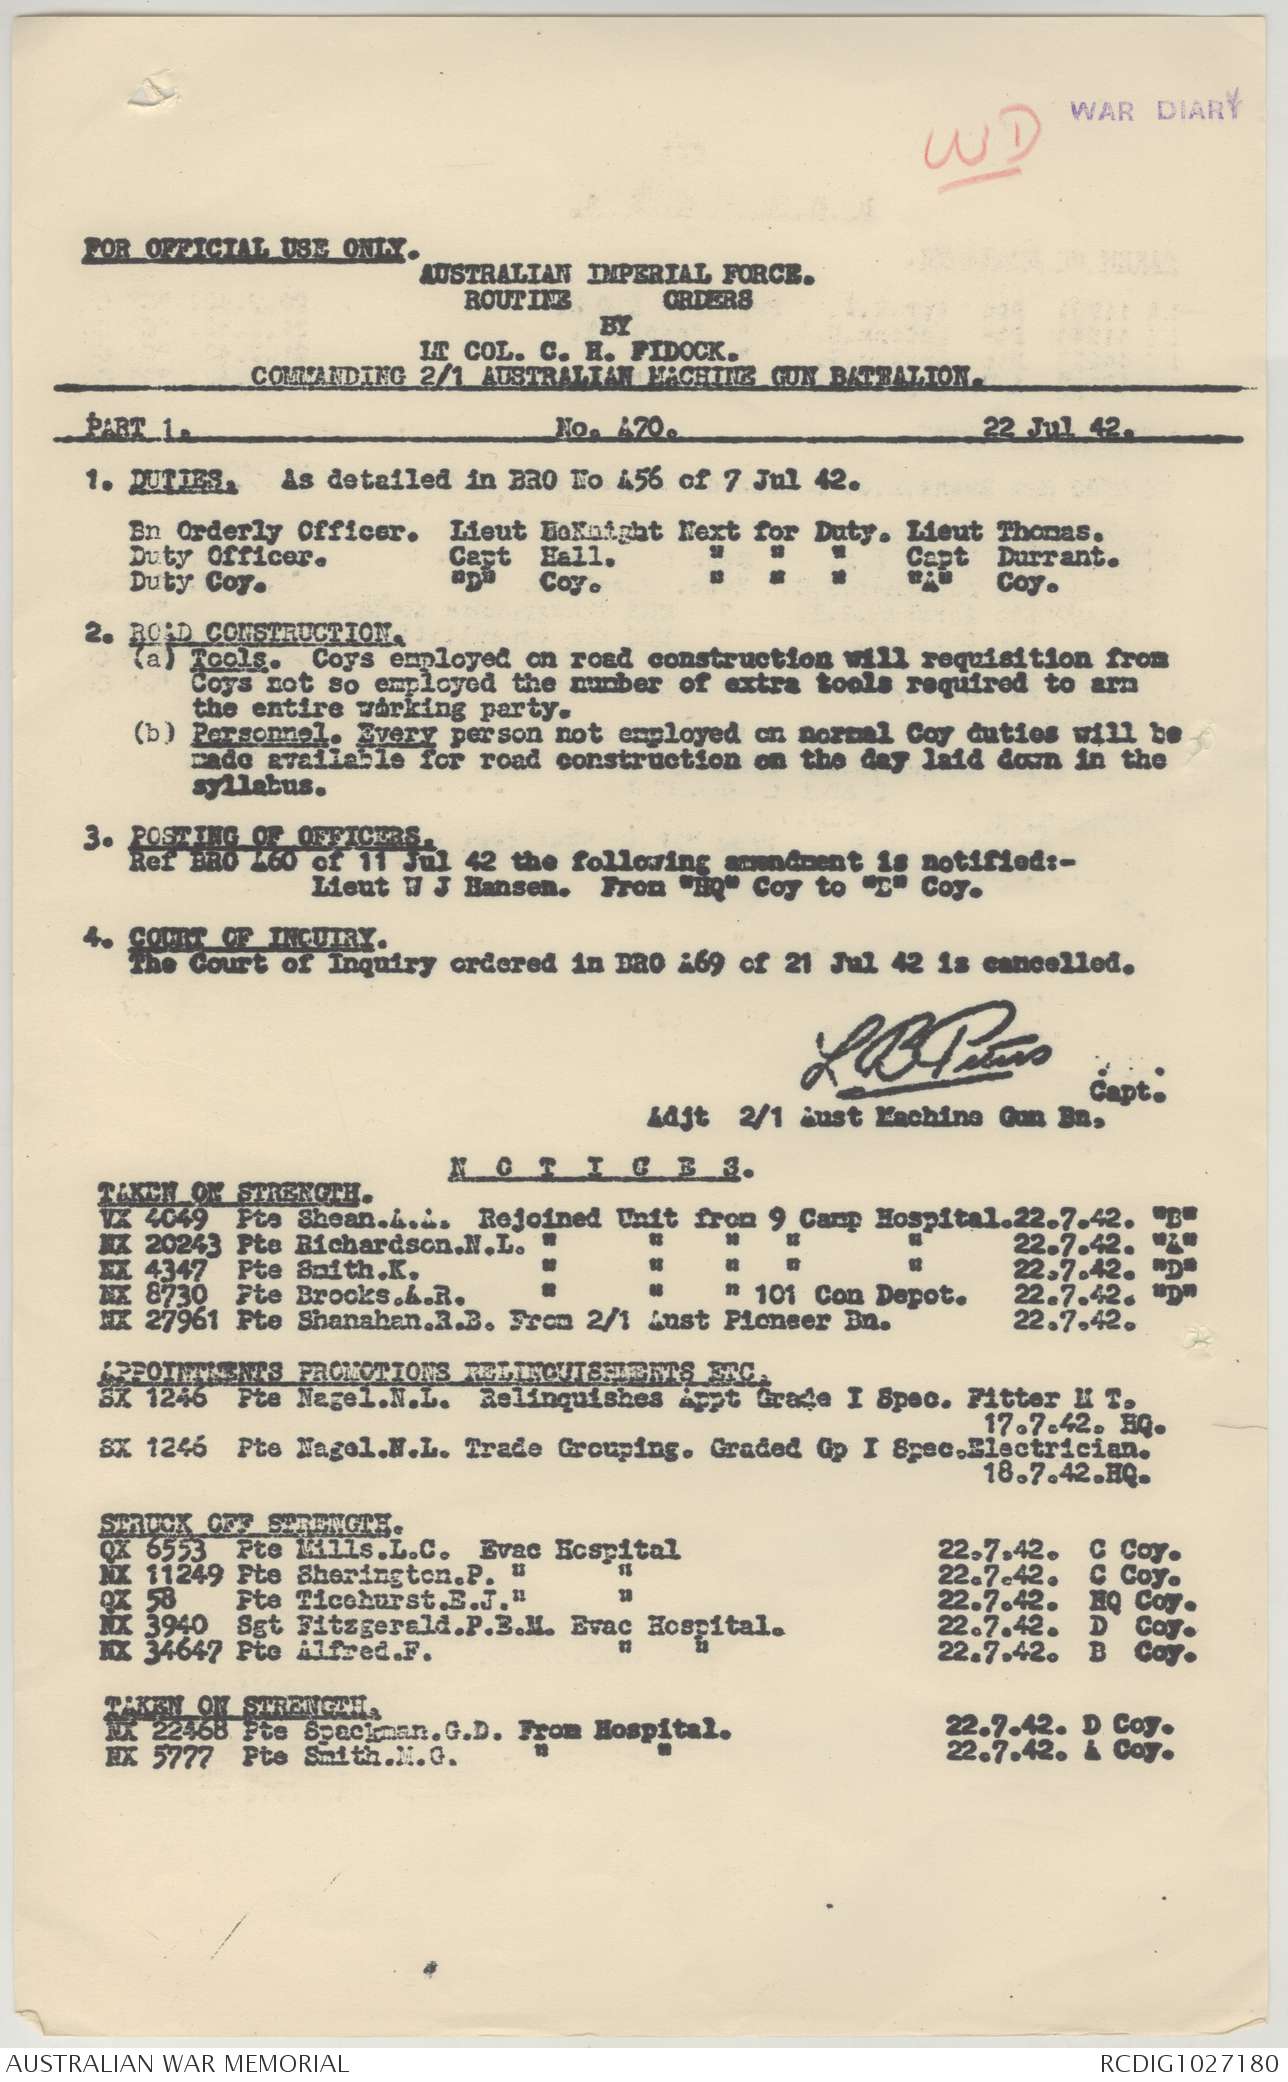 WAR DIARY
WD
FOR OFFICIAL USE ONLY.
AUSTRALIAN IMPERIAL FORCE.
ROUTINE ORDERS
BY
LT COL. C. H. FIDOCK.
COMMANDING 2/1 AUSTRALIAN MACHINE GUN BATTALION.
PART 1. No. A70. 22 Jul 42.
1. DUTIES. As detailed in BRO No A56 of 7 Jul 42.
Bn Orderly Officer. Lieut McKnight Next for Duty. Lieut Thomas.
Duty Officer. Capt Hall. " " " Capt Durrant.
Duty Coy. "D" Coy. " " " "A" Coy.
2. ROAD CONSTRUCTION.
(a) Tools. Coys employed on road construction will requisition from
Coys not so employed the number of extra tools required to arm
the entire working party.
(b) Personnel. Every person not employed on normal Coy duties will be
made available for road construction on the day laid down in the
syllabus.
3. POSTING OF OFFICERS.
Ref BRO A60 of 11 Jul 42 the following amendment is notified:-
Lieut W J Hansen. From "HQ" Coy to "B" Coy.
4. COURT OF INQUIRY.
The Court of Inquiry ordered in BRO A69 of 21 Jul 42 is cancelled.
L B Peters
Capt.
Adjt 2/1 Aust Machine Gun Bn.
N O T I C E S.
TAKEN ON STRENGTH.
VX 4049 Pte Shean.A.A. Rejoined Unit from 9 Camp Hospital.22.7.42. "B"
NX 20243 Pte Richardson.N.L. " " " " " 22.7.42. "A"
NX 4347 Pte Smith.K. " " " " " 22.7.42. "D"
NX 8730 Pte Brooks.A.R. " " " 101 Con Depot. 22.7.42. "D"
NX 27961 Pte Shanahan.R.B. From 2/1 Aust Pioneer Bn. 22.7.42.
APPOINTMENTS PROMOTIONS RELINQUISHMENTS ETC.
SX 1246 Pte Nagel.N.L. Relinquishes Appt Grade I Spec. Fitter M T.
17.7.42. HQ.
SX 1246 Pte Nagel.N.L. Trade Grouping. Graded Gp I Spec.Electrician.
18.7.42.HQ.
STRUCK OFF STRENGTH.
QX 6553 Pte Mills.L.C. Evac Hospital 22.7.42. C Coy.
NX 11249 Pte Sherington.P. " " 22.7.42. C Coy.
QX 58 Pte Ticehurst.E.J." " 22.7.42. HQ Coy.
NX 3940 Sgt Fitzgerald.P.E.M. Evac Hospital. 22.7.42. D Coy.
NX 34647 Pte Alfred.F. " " 22.7.42. B Coy.
TAKEN ON STRENGTH.
NX 22468 Pte Spackman.G.D. From Hospital. 22.7.42. D Coy.
NX 5777 Pte Smith.M.G. " " 22.7.42. A Coy.
AUSTRALIAN WAR MEMORIAL
RCDIG1027180